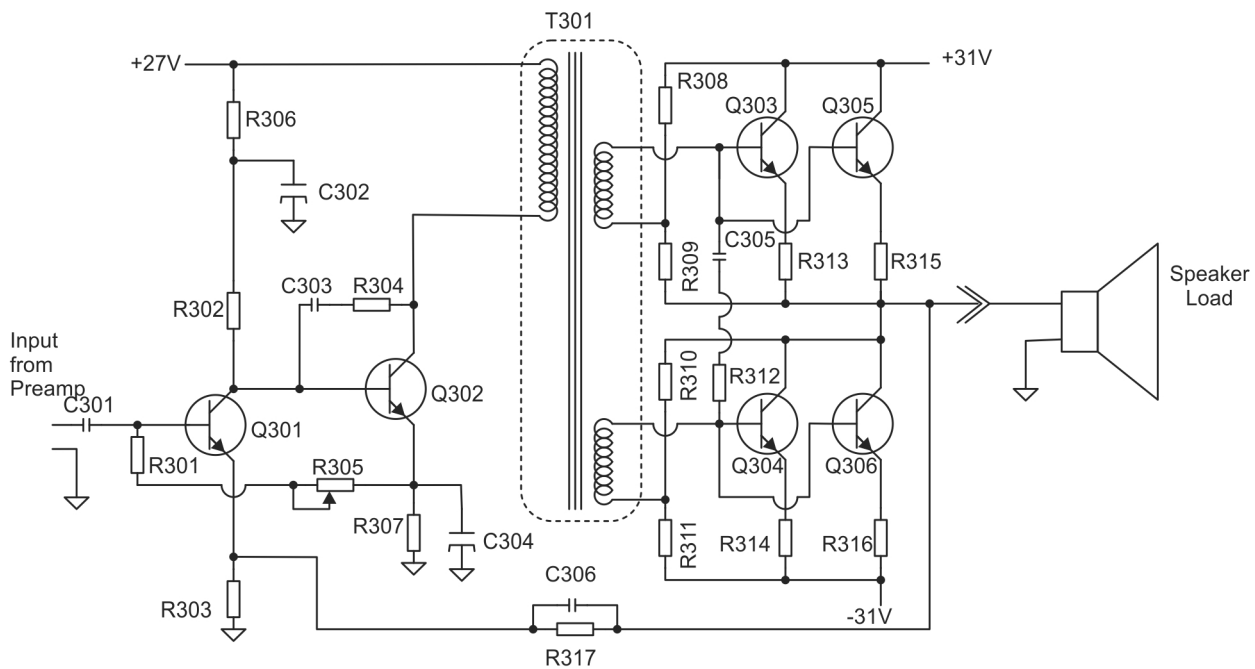 T301
+27V
+31V
R308
Q303
Q305
R306
C302
C305
R309
R313
R315
Speaker
Load
C303
R304
R302
Input
from
Preamp
C301
Q301
Q302
R310
R312
R301
R305
Q304
Q306
R307
C304
R311
R314
R316
C306
R303
-31V
R317